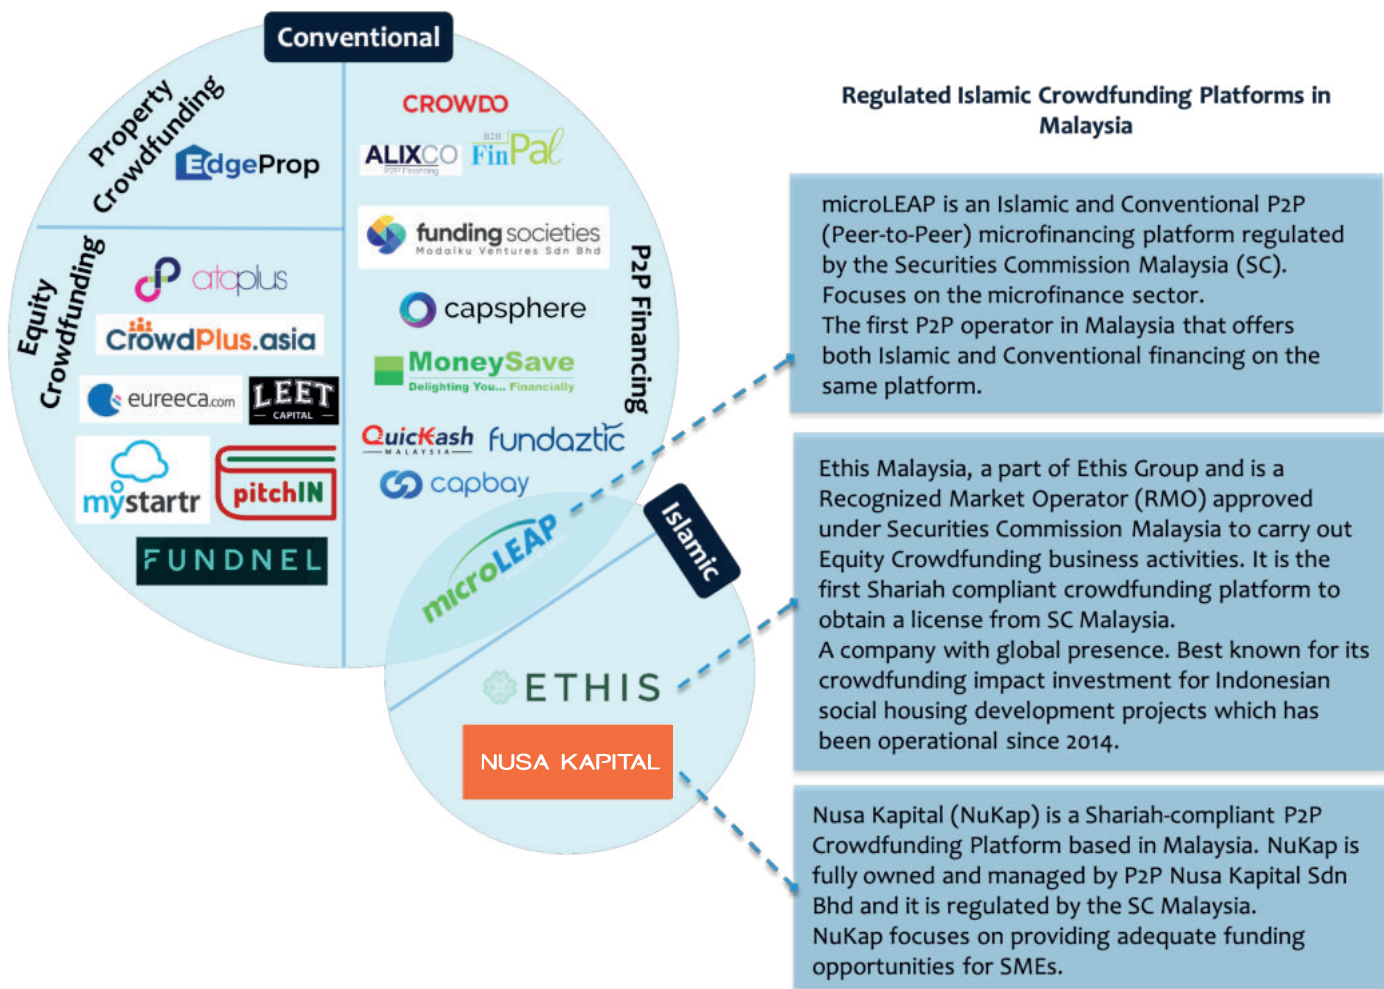 Conventional
Property
Crowdfunding
EdgeProp
CROWDO
ALIXCO
P2P Financing
B2B
FinPal
Equity
Crowdfunding
ataplus
CrowdPlus.asia
eureeca.com
LEET
CAPITAL
mystartr
pitchIN
FUNDNEL
P2P Financing
funding societies
Modalku Ventures Sdn Bhd
capsphere
MoneySave
Delighting You... Financially
QuicKash
MALAYSIA
fundaztic
capbay
microLEAP
Islamic
ETHIS
NUSA KAPITAL
Regulated Islamic Crowdfunding Platforms in
Malaysia
microLEAP is an Islamic and Conventional P2P
(Peer-to-Peer) microfinancing platform regulated
by the Securities Commission Malaysia (SC).
Focuses on the microfinance sector.
The first P2P operator in Malaysia that offers
both Islamic and Conventional financing on the
same platform.
Ethis Malaysia, a part of Ethis Group and is a
Recognized Market Operator (RMO) approved
under Securities Commission Malaysia to carry out
Equity Crowdfunding business activities. It is the
first Shariah compliant crowdfunding platform to
obtain a license from SC Malaysia.
A company with global presence. Best known for its
crowdfunding impact investment for Indonesian
social housing development projects which has
been operational since 2014.
Nusa Kapital (NuKap) is a Shariah-compliant P2P
Crowdfunding Platform based in Malaysia. NuKap is
fully owned and managed by P2P Nusa Kapital Sdn
Bhd and it is regulated by the SC Malaysia.
NuKap focuses on providing adequate funding
opportunities for SMEs.